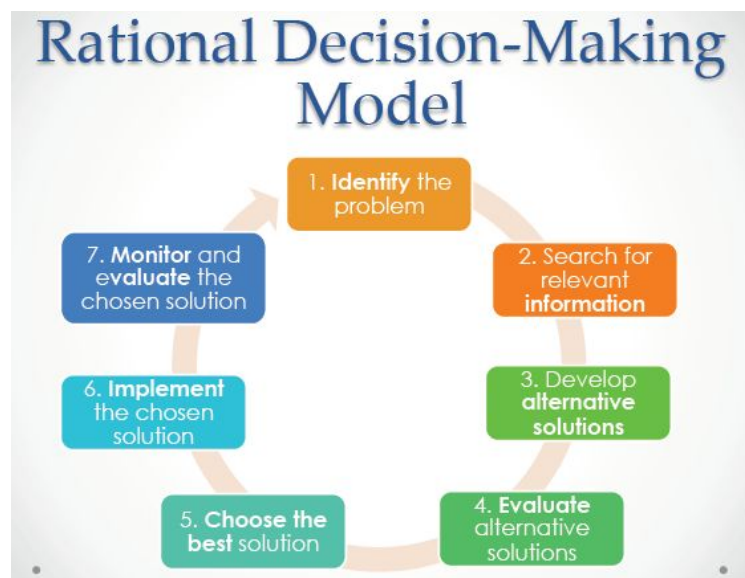 Rational Decision-Making
Model
1. Identify the
problem
2. Search for
relevant
information
3. Develop
alternative
solutions
4. Evaluate
alternative
solutions
5. Choose the
best solution
6. Implement
the chosen
solution
7. Monitor and
evaluate the
chosen solution